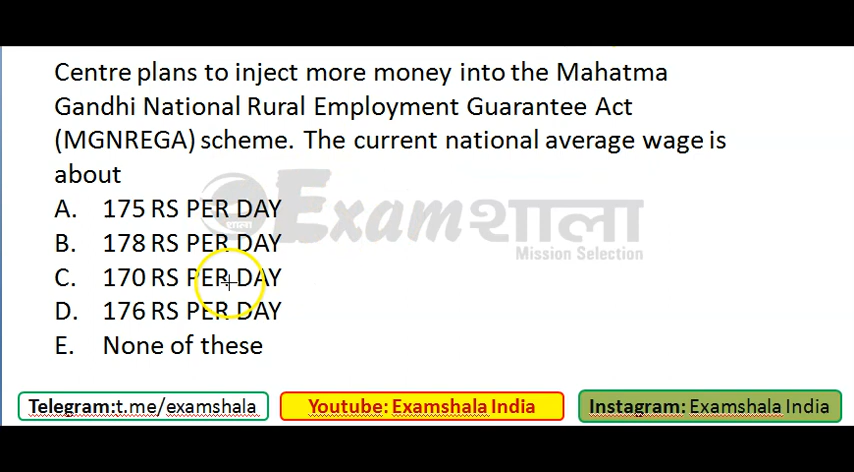 Centre plans to inject more money into the Mahatma
Gandhi National Rural Employment Guarantee Act
(MGNREGA) scheme. The current national average wage is
about
A. 175 RS PER DAY
B. 178 RS PER DAY
C. 170 RS PER DAY
D. 176 RS PER DAY
E. None of these
शाला
Examशाला
Mission Selection
Telegram:t.me/examshala
Youtube: Examshala India
Instagram: Examshala India